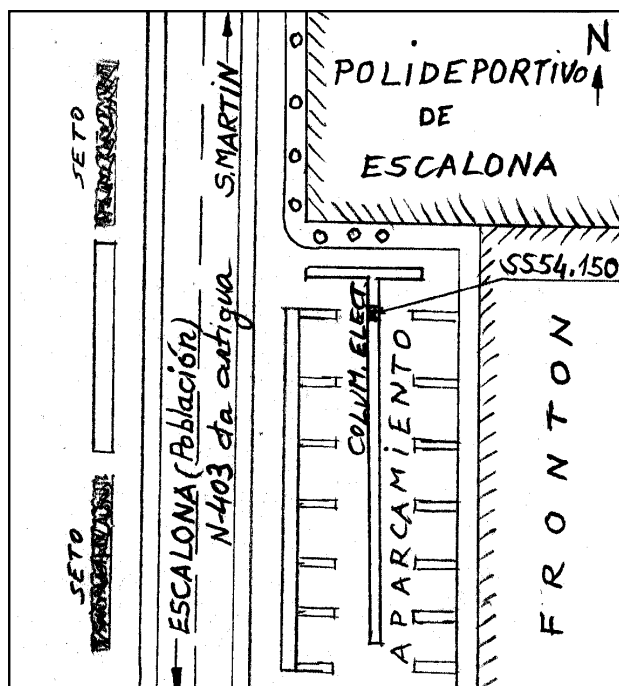 N
POLIDEPORTIVO
DE
ESCALONA
SETO
S.MARTIN
N-403 cta antigua
ESCALONA (Población)
SS54.150
COLUM. ELECT.
APARCAMIENTO
FRONTON
SETO